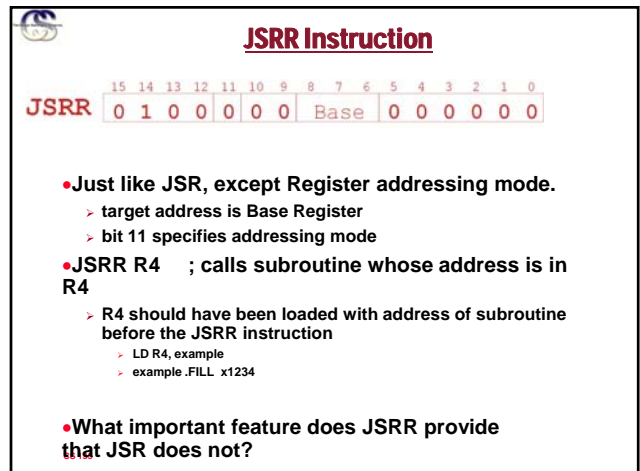 JSRR Instruction
15 14 13 12 11 10 9 8 7 6 5 4 3 2 1 0
JSRR 0 1 0 0 0 0 0 Base 0 0 0 0 0 0
•Just like JSR, except Register addressing mode.
➢ target address is Base Register
➢ bit 11 specifies addressing mode
•JSRR R4 ; calls subroutine whose address is in
R4
➢ R4 should have been loaded with address of subroutine
before the JSRR instruction
➢ LD R4, example
➢ example .FILL x1234
•What important feature does JSRR provide
that JSR does not?